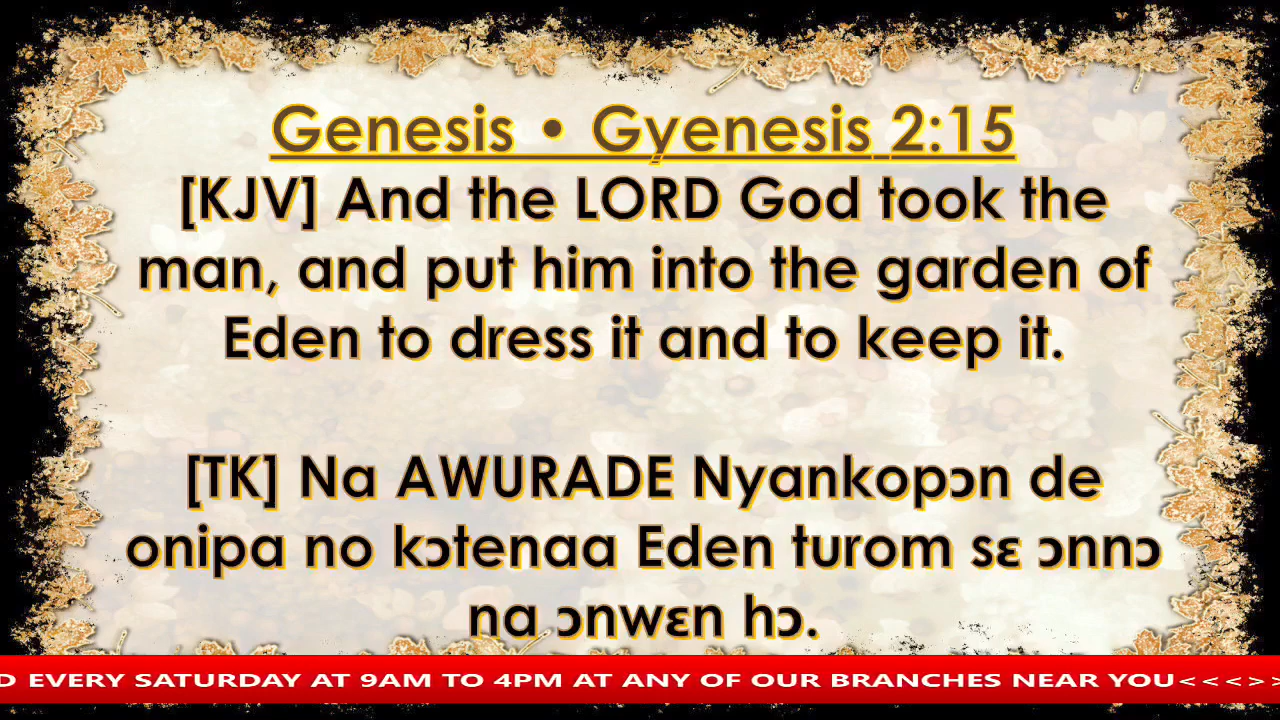 Genesis • Gyenesis 2:15
[KJV] And the LORD God took the
man, and put him into the garden of
Eden to dress it and to keep it.
[TK] Na AWURADE Nyankopɔn de
onipa no kɔtenaa Eden turom sɛ ɔnnɔ
na ɔnwɛn hɔ.
EVERY SATURDAY AT 9AM TO 4PM AT ANY OF OUR BRANCHES NEAR YOU<<<>>